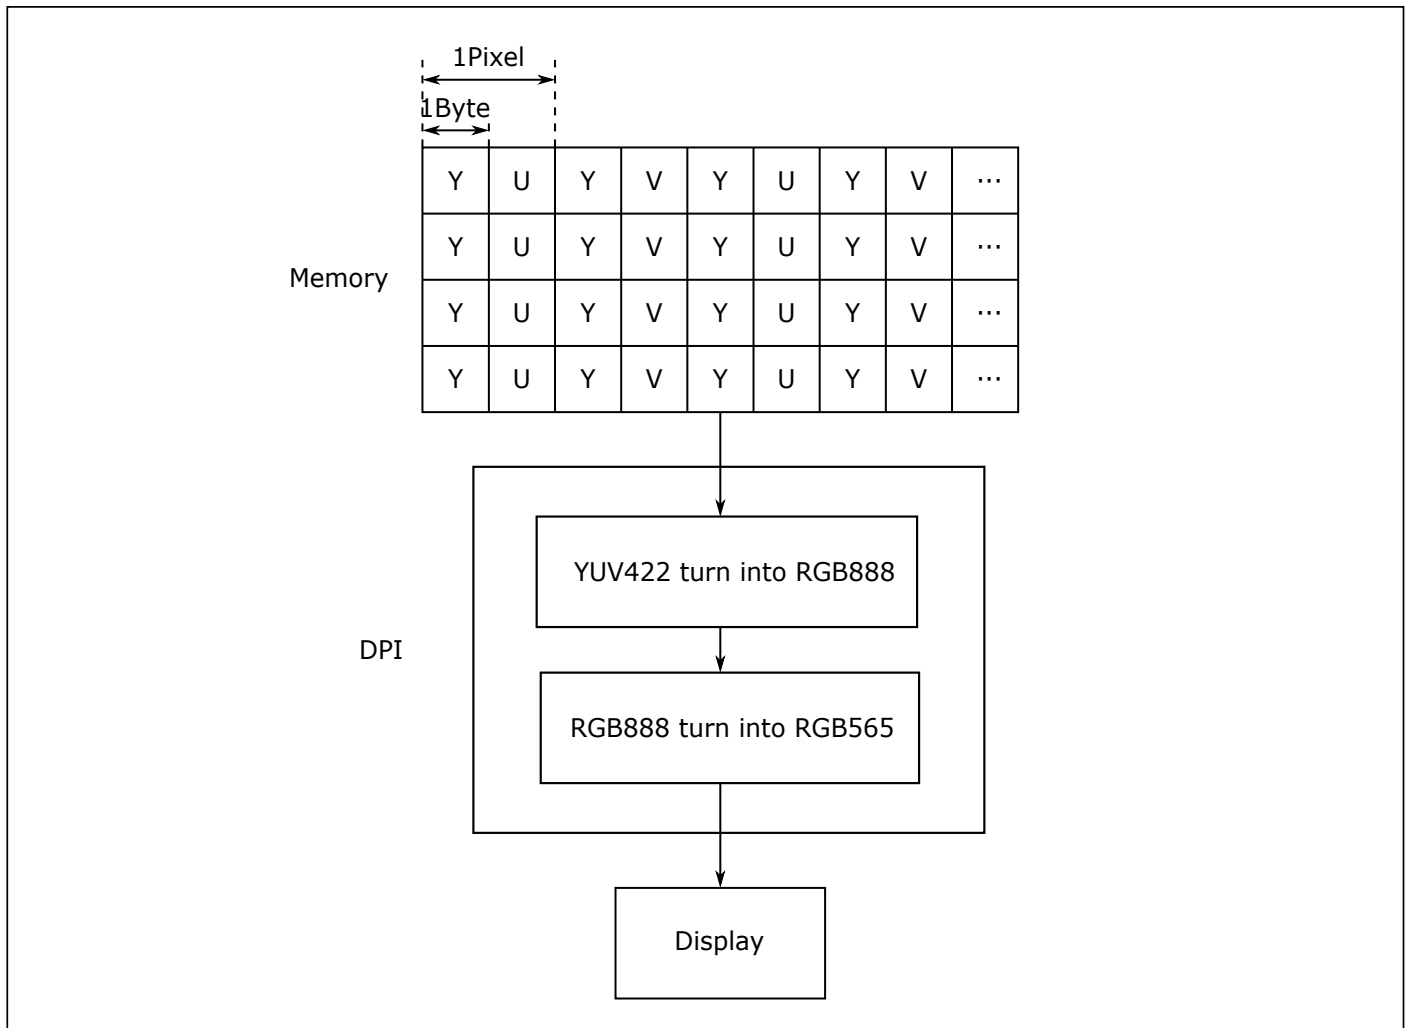 1Pixel
1Byte
Y U Y V Y U Y V ...
Y U Y V Y U Y V ...
Memory
Y U Y V Y U Y V ...
Y U Y V Y U Y V ...
YUV422 turn into RGB888
DPI
RGB888 turn into RGB565
Display